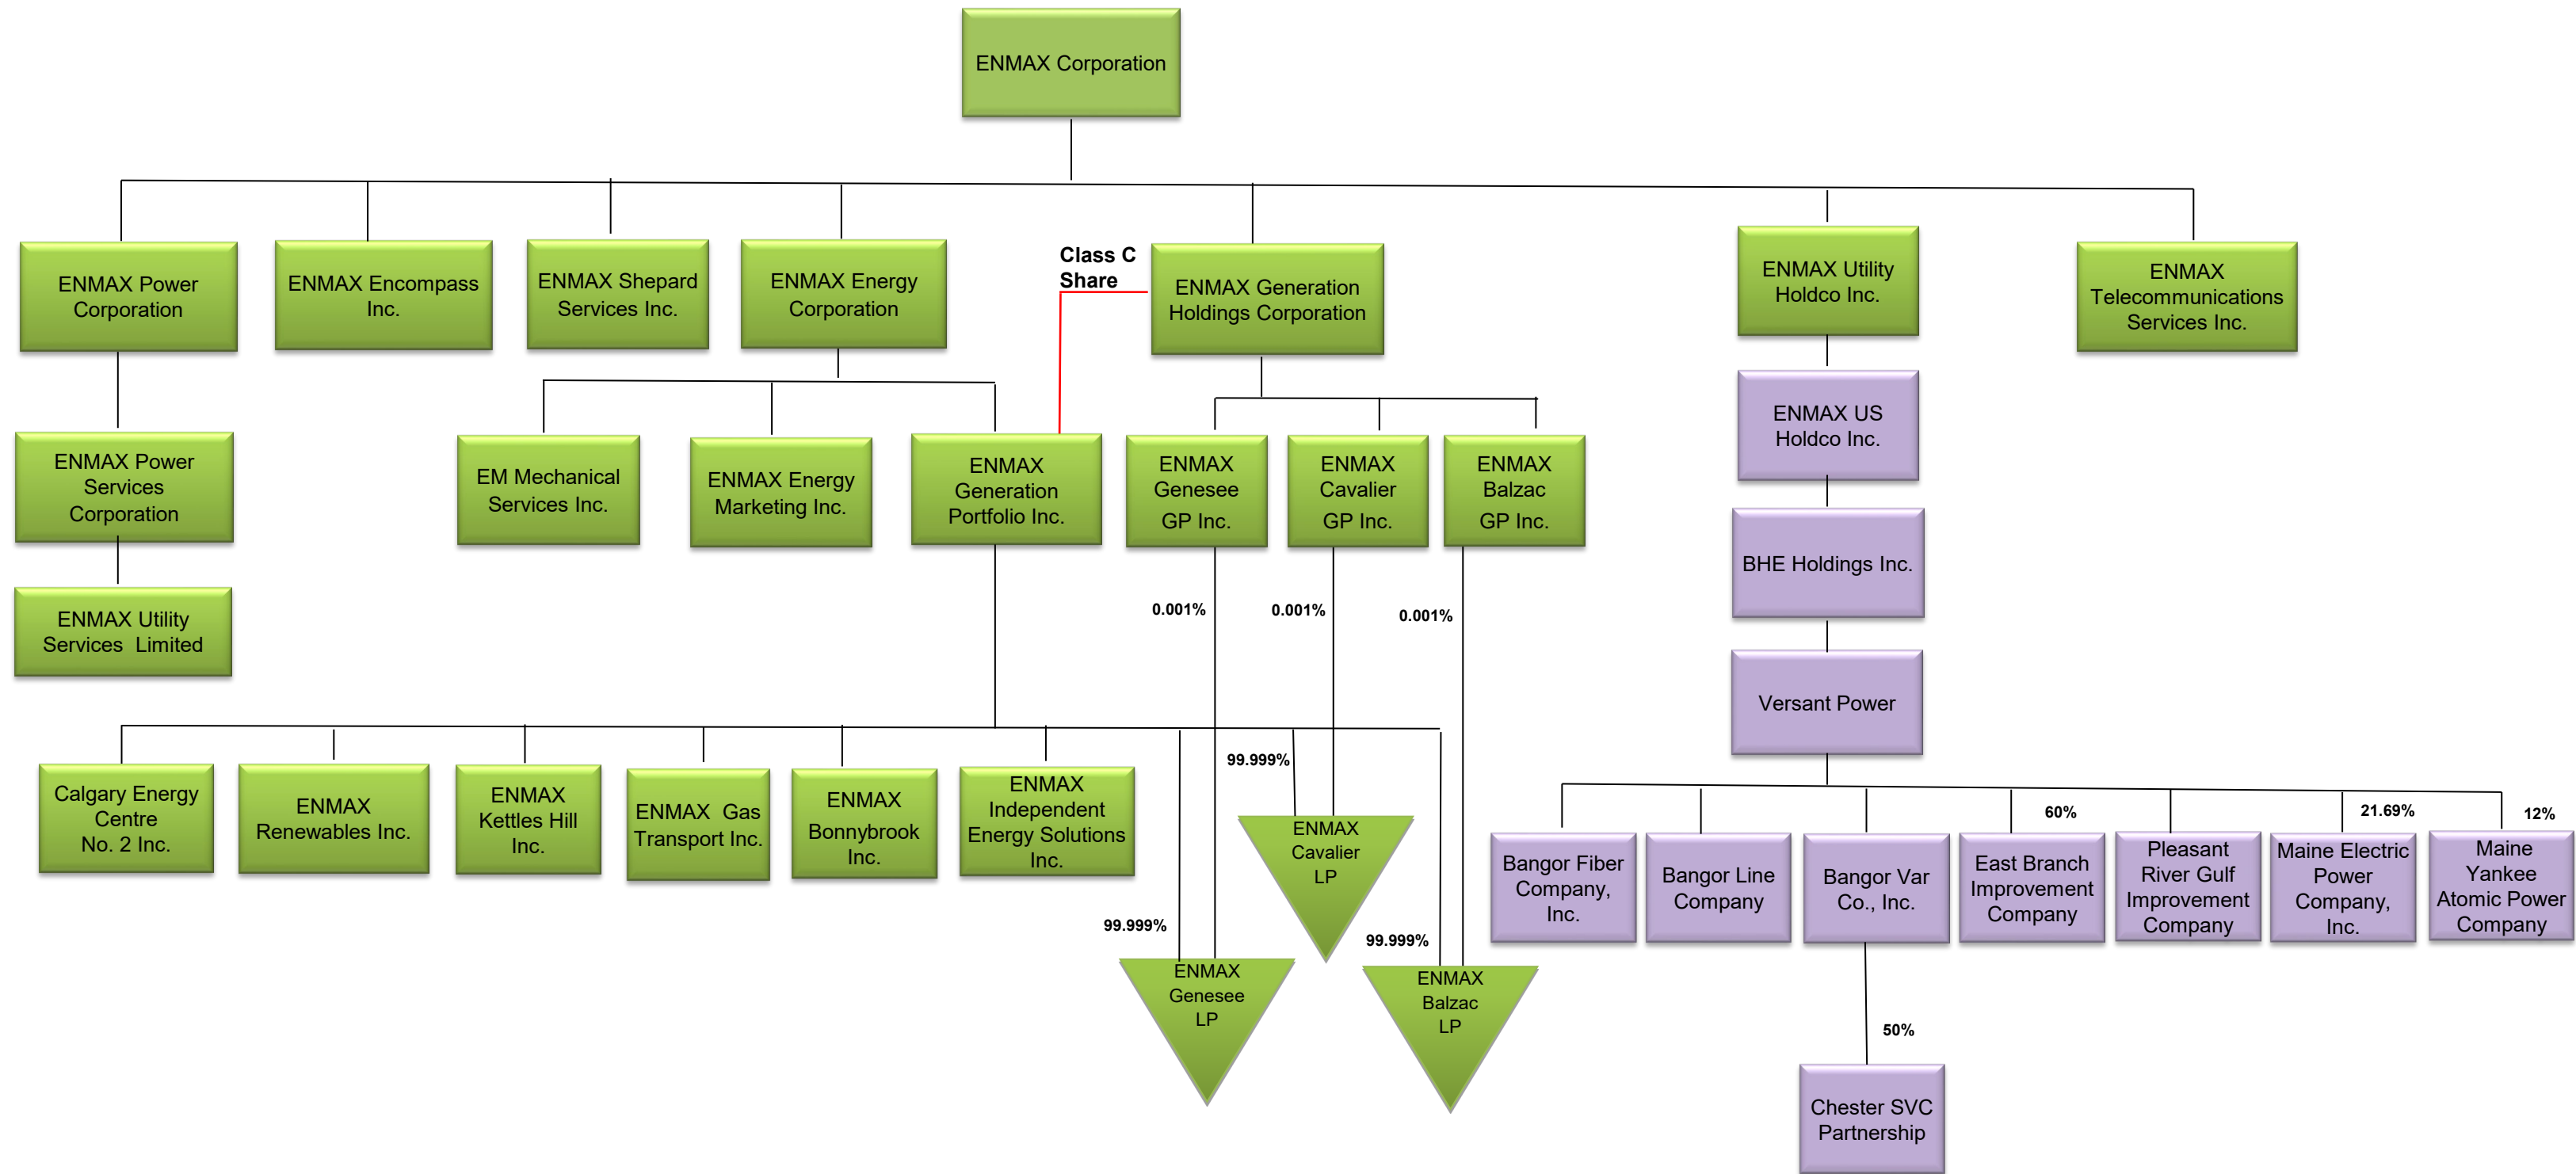 ENMAX Corporation
ENMAX Power
Corporation
ENMAX Encompass
Inc.
ENMAX Shepard
Services Inc.
ENMAX Energy
Corporation
Class C
Share
ENMAX Generation
Holdings Corporation
ENMAX Utility
Holdco Inc.
ENMAX
Telecommunications
Services Inc.
ENMAX Power
Services
Corporation
EM Mechanical
Services Inc.
ENMAX Energy
Marketing Inc.
ENMAX
Generation
Portfolio Inc.
ENMAX
Genesee
GP Inc.
ENMAX
Cavalier
GP Inc.
ENMAX
Balzac
GP Inc.
ENMAX US
Holdco Inc.
BHE Holdings Inc.
ENMAX Utility
Services Limited
0.001%
0.001%
0.001%
Versant Power
Calgary Energy
Centre
No. 2 Inc.
ENMAX
Renewables Inc.
ENMAX
Kettles Hill
Inc.
ENMAX Gas
Transport Inc.
ENMAX
Bonnybrook
Inc.
ENMAX
Independent
Energy Solutions
Inc.
99.999%
ENMAX
Cavalier
LP
99.999%
ENMAX
Genesee
LP
99.999%
ENMAX
Balzac
LP
60%
21.69%
12%
Bangor Fiber
Company,
Inc.
Bangor Line
Company
Bangor Var
Co., Inc.
East Branch
Improvement
Company
Pleasant
River Gulf
Improvement
Company
Maine Electric
Power
Company,
Inc.
Maine
Yankee
Atomic Power
Company
50%
Chester SVC
Partnership